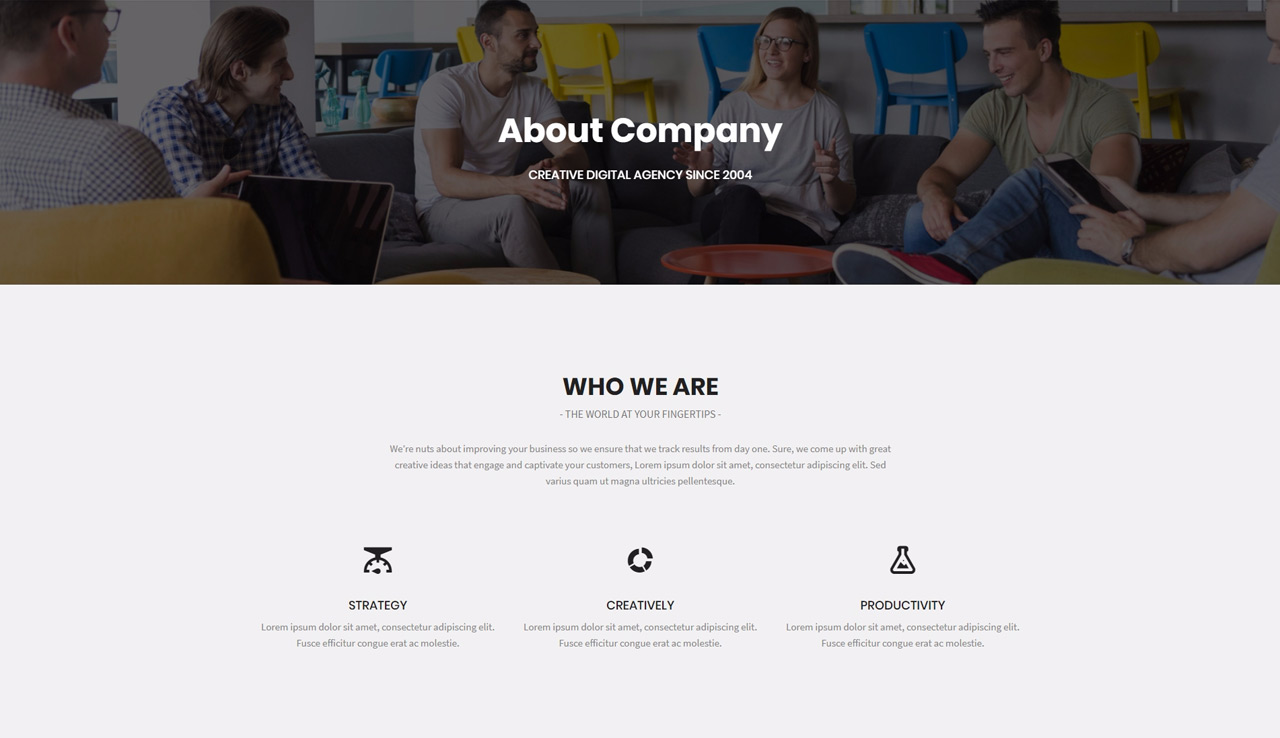 About Company
CREATIVE DIGITAL AGENCY SINCE 2004
WHO WE ARE
- THE WORLD AT YOUR FINGERTIPS -
We're nuts about improving your business so we ensure that we track results from day one. Sure, we come up with great
creative ideas that engage and captivate your customers, Lorem ipsum dolor sit amet, consectetur adipiscing elit. Sed
varius quam ut magna ultricies pellentesque.
STRATEGY
Lorem ipsum dolor sit amet, consectetur adipiscing elit.
Fusce efficitur congue erat ac molestie.
CREATIVELY
Lorem ipsum dolor sit amet, consectetur adipiscing elit.
Fusce efficitur congue erat ac molestie.
PRODUCTIVITY
Lorem ipsum dolor sit amet, consectetur adipiscing elit.
Fusce efficitur congue erat ac molestie.